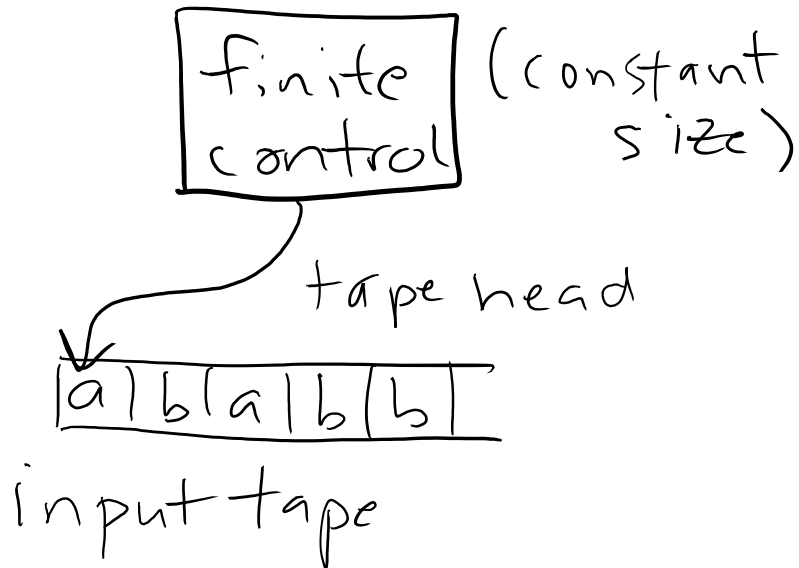 finite
control
(constant
size)
tape head
a b a b b
input tape